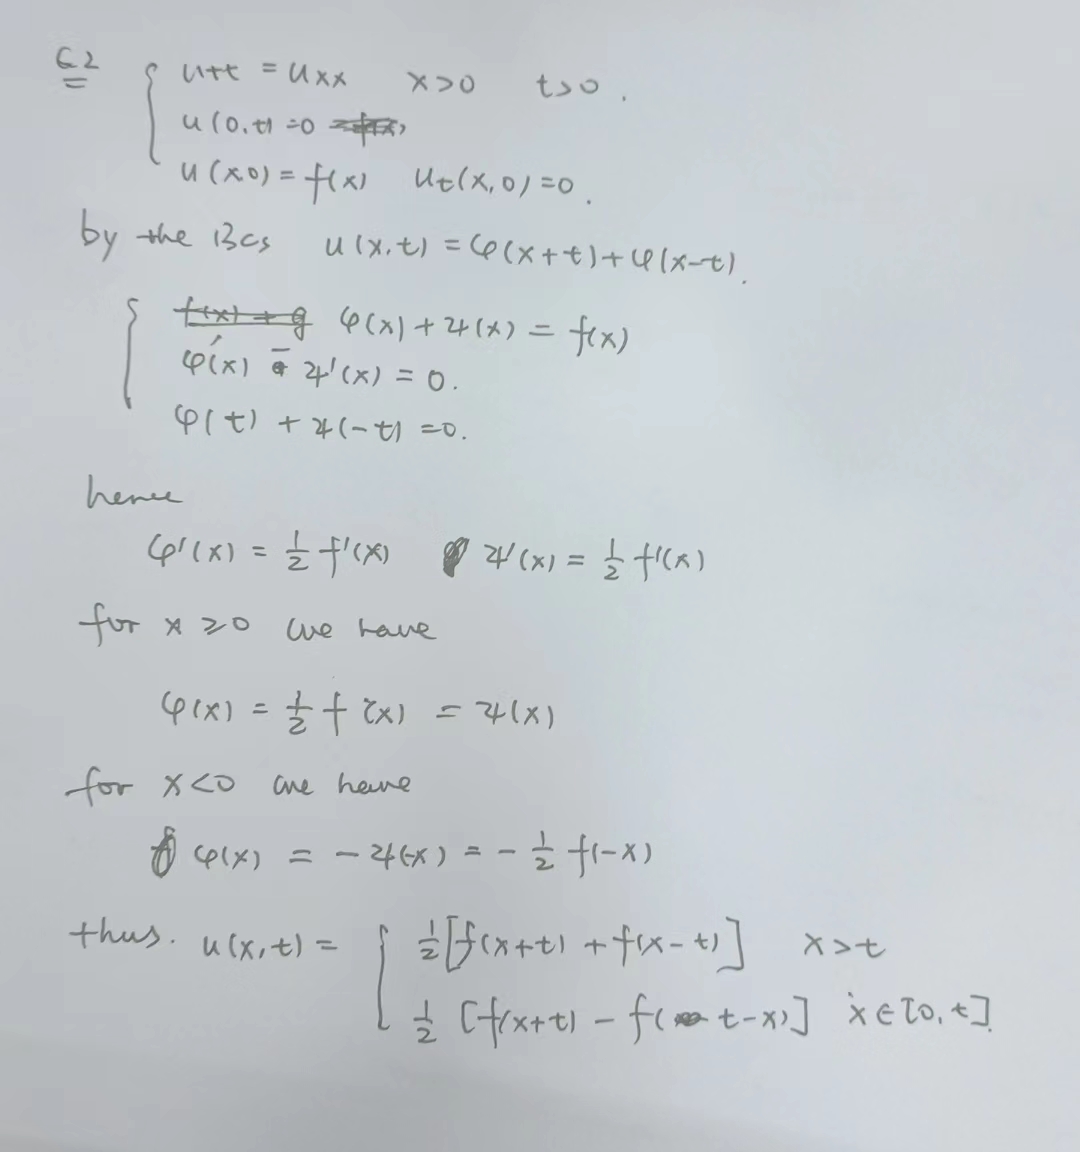 6.2 { u_tt = u_xx x>0 t>0.
u(0,t)=0
u(x,0) = f(x) u_t(x,0)=0.
by the BCs u(x,t) = φ(x+t)+φ(x-t).
{ φ(x)+ψ(x) = f(x)
φ'(x) - ψ'(x) = 0.
φ(t) + ψ(-t) =0.
hence
φ'(x) = 1/2 f'(x) ψ'(x) = 1/2 f'(x)
for x ≥0 we have
φ(x) = 1/2 f(x) = ψ(x)
for x<0 we have
φ(x) = -ψ(-x) = - 1/2 f(-x)
thus. u(x,t) = { 1/2 [f(x+t) + f(x-t)] x>t
1/2 [f(x+t) - f(t-x)] x∈[0,t]